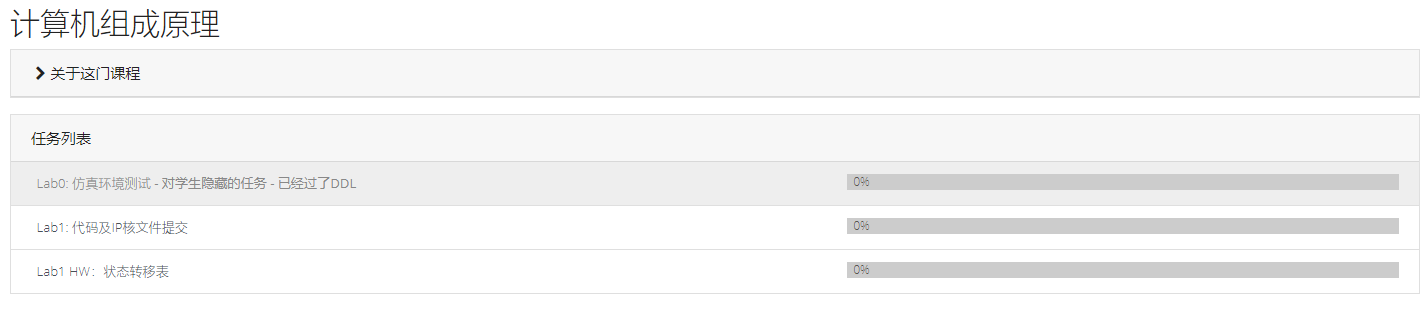 计算机组成原理
关于这门课程
任务列表
Lab0: 仿真环境测试 - 对学生隐藏的任务 - 已经过了DDL
0%
Lab1: 代码及IP核文件提交
0%
Lab1 HW：状态转移表
0%